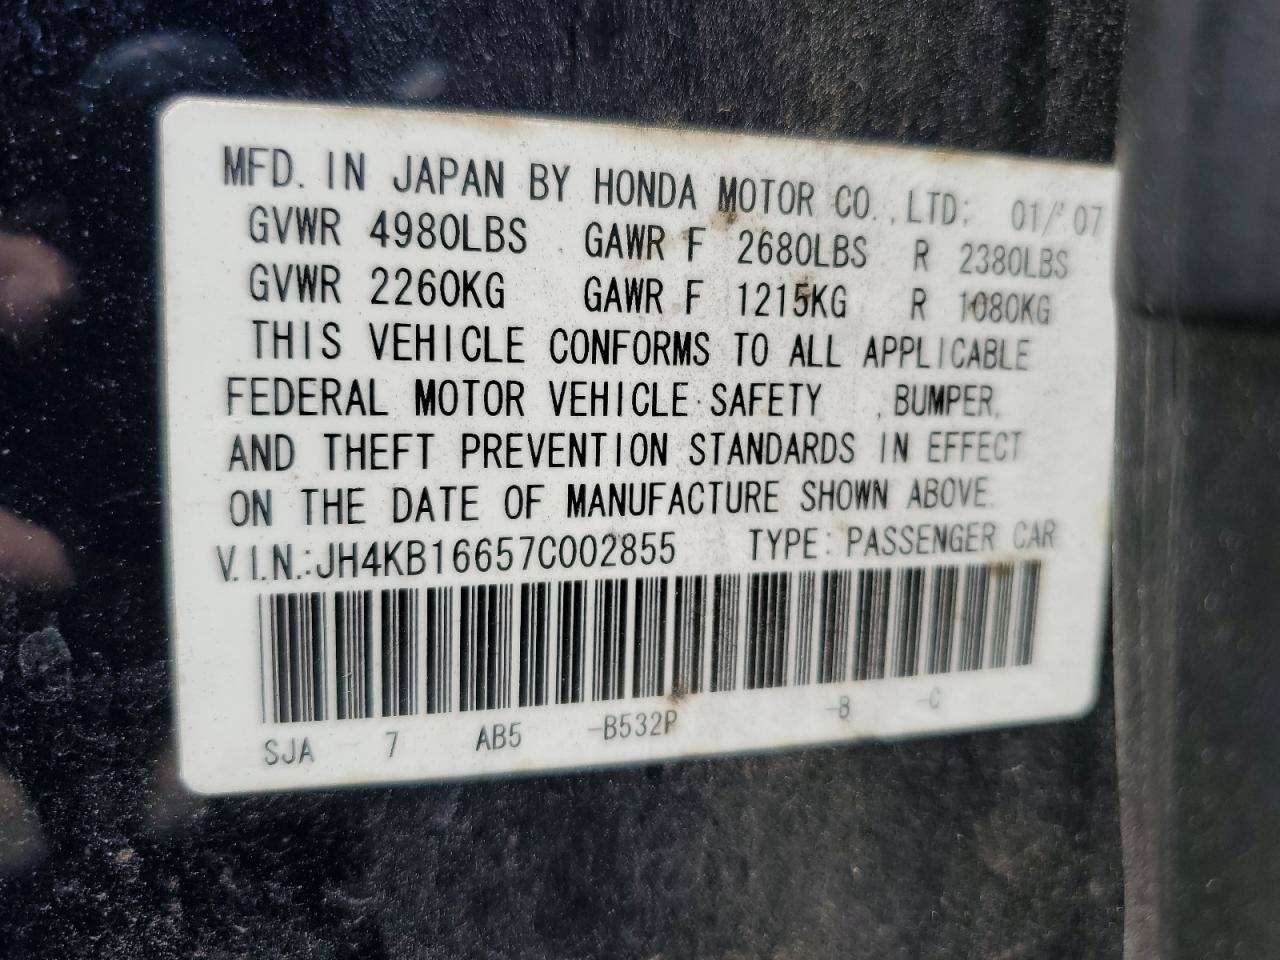 MFD. IN JAPAN BY HONDA MOTOR CO., LTD: 01/'07
GVWR 4980LBS GAWR F 2680LBS R 2380LBS
GVWR 2260KG GAWR F 1215KG R 1080KG
THIS VEHICLE CONFORMS TO ALL APPLICABLE
FEDERAL MOTOR VEHICLE SAFETY , BUMPER,
AND THEFT PREVENTION STANDARDS IN EFFECT
ON THE DATE OF MANUFACTURE SHOWN ABOVE.
V.I.N.:JH4KB16657C002855 TYPE: PASSENGER CAR
SJA 7 AB5 -B532P -B -C